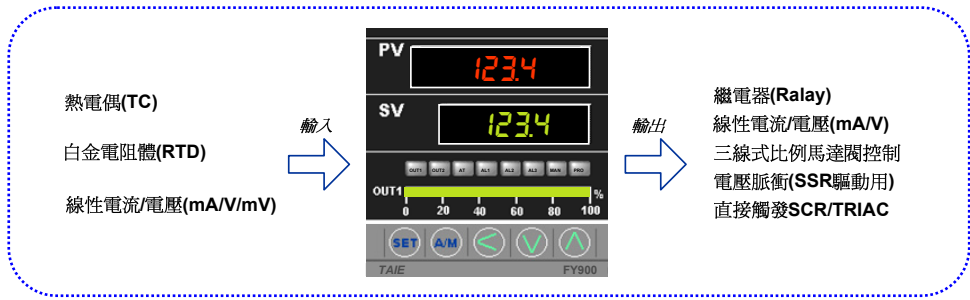 熱電偶(TC)
白金電阻體(RTD)
線性電流/電壓(mA/V/mV)
輸入
PV
123.4
SV
123.4
OUT1 OUT2 AT AL1 AL2 AL3 MAN PRO
OUT1
%
0 20 40 60 80 100
SET A/M
TAIE FY900
輸出
繼電器(Ralay)
線性電流/電壓(mA/V)
三線式比例馬達閥控制
電壓脈衝(SSR驅動用)
直接觸發SCR/TRIAC